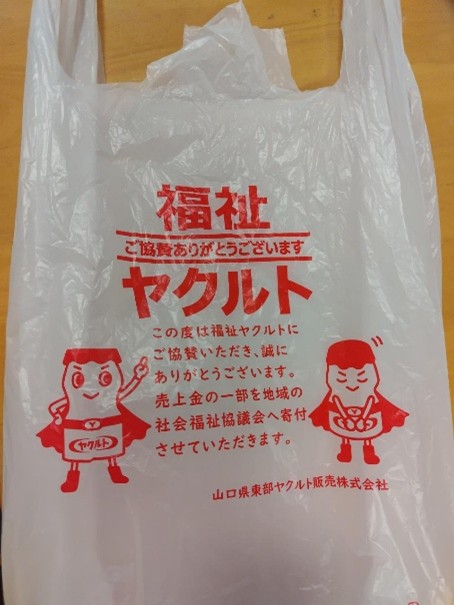 福祉
ご協賛ありがとうございます
ヤクルト
この度は福祉ヤクルトに
ご協賛いただき、誠に
ありがとうございます。
売上金の一部を地域の
社会福祉協議会へ寄付
させていただきます。
Y
ヤクルト
山口県東部ヤクルト販売株式会社